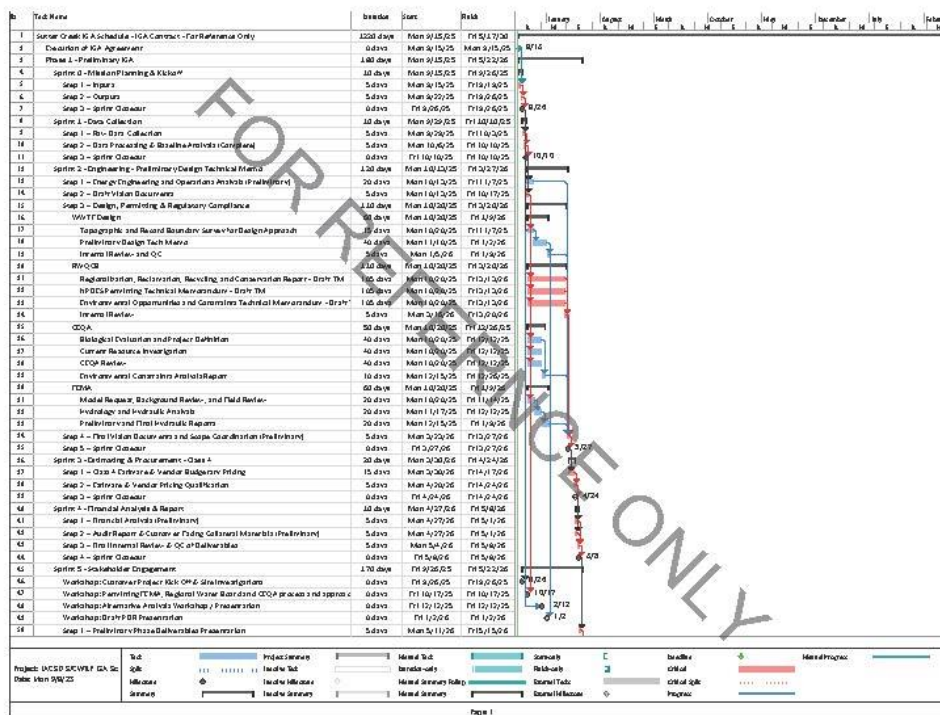 Task Name Duration Start Finish
1 Sutter Creek IGA Schedule - IGA Contract - For Reference Only 1220 days Mon 9/15/25 Fri 5/17/30
2 Execution of IGA Agreement 0 days Mon 9/15/25 Mon 9/15/25
3 Phase 1 - Preliminary IGA 180 days Mon 9/15/25 Fri 5/22/26
4 Sprint 0 - Mission Planning & Kickoff 10 days Mon 9/15/25 Fri 9/26/25
5 Step 1 - Inputs 5 days Mon 9/15/25 Fri 9/19/25
6 Step 2 - Outputs 5 days Mon 9/22/25 Fri 9/26/25
7 Step 3 - Sprint Closeout 0 days Fri 9/26/25 Fri 9/26/25
8 Sprint 1 - Data Collection 10 days Mon 9/29/25 Fri 10/10/25
9 Step 1 - Raw Data Collection 5 days Mon 9/29/25 Fri 10/3/25
10 Step 2 - Data Processing & Baseline Analysis (Complete) 5 days Mon 10/6/25 Fri 10/10/25
11 Step 3 - Sprint Closeout 0 days Fri 10/10/25 Fri 10/10/25
12 Sprint 2 - Engineering - Preliminary Design Technical Memo 120 days Mon 10/13/25 Fri 3/27/26
13 Step 1 - Energy Engineering and Operations Analysis (Preliminary) 20 days Mon 10/13/25 Fri 11/7/25
14 Step 2 - Draft Vision Documents 5 days Mon 10/13/25 Fri 10/17/25
15 Step 3 - Design, Permitting & Regulatory Compliance 110 days Mon 10/20/25 Fri 3/20/26
16 WWTF Design 60 days Mon 10/20/25 Fri 1/9/26
17 Topographic and Record Boundary Survey for Design Approach 15 days Mon 10/20/25 Fri 11/7/25
18 Preliminary Design Tech Memo 40 days Mon 11/10/25 Fri 1/2/26
19 Internal Review and QC 5 days Mon 1/5/26 Fri 1/9/26
20 RWQCB 110 days Mon 10/20/25 Fri 3/20/26
21 Regionalization, Reclamation, Recycling, and Conservation Report - Draft TM 105 days Mon 10/20/25 Fri 3/13/26
22 NPDES Permitting Technical Memorandum - Draft TM 105 days Mon 10/20/25 Fri 3/13/26
23 Environmental Opportunities and Constraints Technical Memorandum - Draft 105 days Mon 10/20/25 Fri 3/13/26
24 Internal Review 5 days Mon 3/16/26 Fri 3/20/26
25 CEQA 50 days Mon 10/20/25 Fri 12/26/25
26 Biological Evaluation and Project Definition 40 days Mon 10/20/25 Fri 12/12/25
27 Current Resource Investigation 40 days Mon 10/20/25 Fri 12/12/25
28 CEQA Review 40 days Mon 10/20/25 Fri 12/12/25
29 Environmental Constraints Analysis Report 10 days Mon 12/15/25 Fri 12/26/25
30 FEMA 60 days Mon 10/20/25 Fri 1/9/26
31 Model Request, Background Review, and Field Review 20 days Mon 10/20/25 Fri 11/14/25
32 Hydrology and Hydraulic Analysis 20 days Mon 11/17/25 Fri 12/12/25
33 Preliminary and Final Hydraulic Reports 20 days Mon 12/15/25 Fri 1/9/26
34 Step 4 - Final Vision Documents and Scope Coordination (Preliminary) 5 days Mon 3/23/26 Fri 3/27/26
35 Step 5 - Sprint Closeout 0 days Fri 3/27/26 Fri 3/27/26
36 Sprint 3 - Estimating & Procurement - Class 4 20 days Mon 3/30/26 Fri 4/24/26
37 Step 1 - Class 4 Estimate & Vendor Budgetary Pricing 15 days Mon 3/30/26 Fri 4/17/26
38 Step 2 - Estimate & Vendor Pricing Qualification 5 days Mon 4/20/26 Fri 4/24/26
39 Step 3 - Sprint Closeout 0 days Fri 4/24/26 Fri 4/24/26
40 Sprint 4 - Financial Analysis & Report 10 days Mon 4/27/26 Fri 5/8/26
41 Step 1 - Financial Analysis (Preliminary) 5 days Mon 4/27/26 Fri 5/1/26
42 Step 2 - Audit Report & Customer Facing Collateral Materials (Preliminary) 5 days Mon 4/27/26 Fri 5/1/26
43 Step 3 - Final Internal Review & QC of Deliverables 5 days Mon 5/4/26 Fri 5/8/26
44 Step 4 - Sprint Closeout 0 days Fri 5/8/26 Fri 5/8/26
45 Sprint 5 - Stakeholder Engagement 170 days Fri 9/26/25 Fri 5/22/26
46 Workshop: Customer Project Kick Off & Site Investigations 0 days Fri 9/26/25 Fri 9/26/25
47 Workshop: Permitting FEMA, Regional Water Board and CEQA process and approach 0 days Fri 10/17/25 Fri 10/17/25
48 Workshop: Alternative Analysis Workshop / Presentation 0 days Fri 12/12/25 Fri 12/12/25
49 Workshop: Draft PDR Presentation 0 days Fri 1/2/26 Fri 1/2/26
50 Step 1 - Preliminary Phase Deliverables Presentation 5 days Mon 5/11/26 Fri 5/15/26
January August March October May December July
9/15
9/26
10/10
3/27
4/24
5/8
9/26
10/17
12/12
1/2
FOR REFERNCE ONLY
Date: Mon 9/8/25
Task Project Summary Manual Task Start-only Deadline Manual Progress
Split Inactive Task Duration-only Finish-only Critical
Milestone Inactive Milestone Manual Summary Rollup External Tasks Critical Split
Summary Inactive Summary Manual Summary External Milestone Progress
Page 1